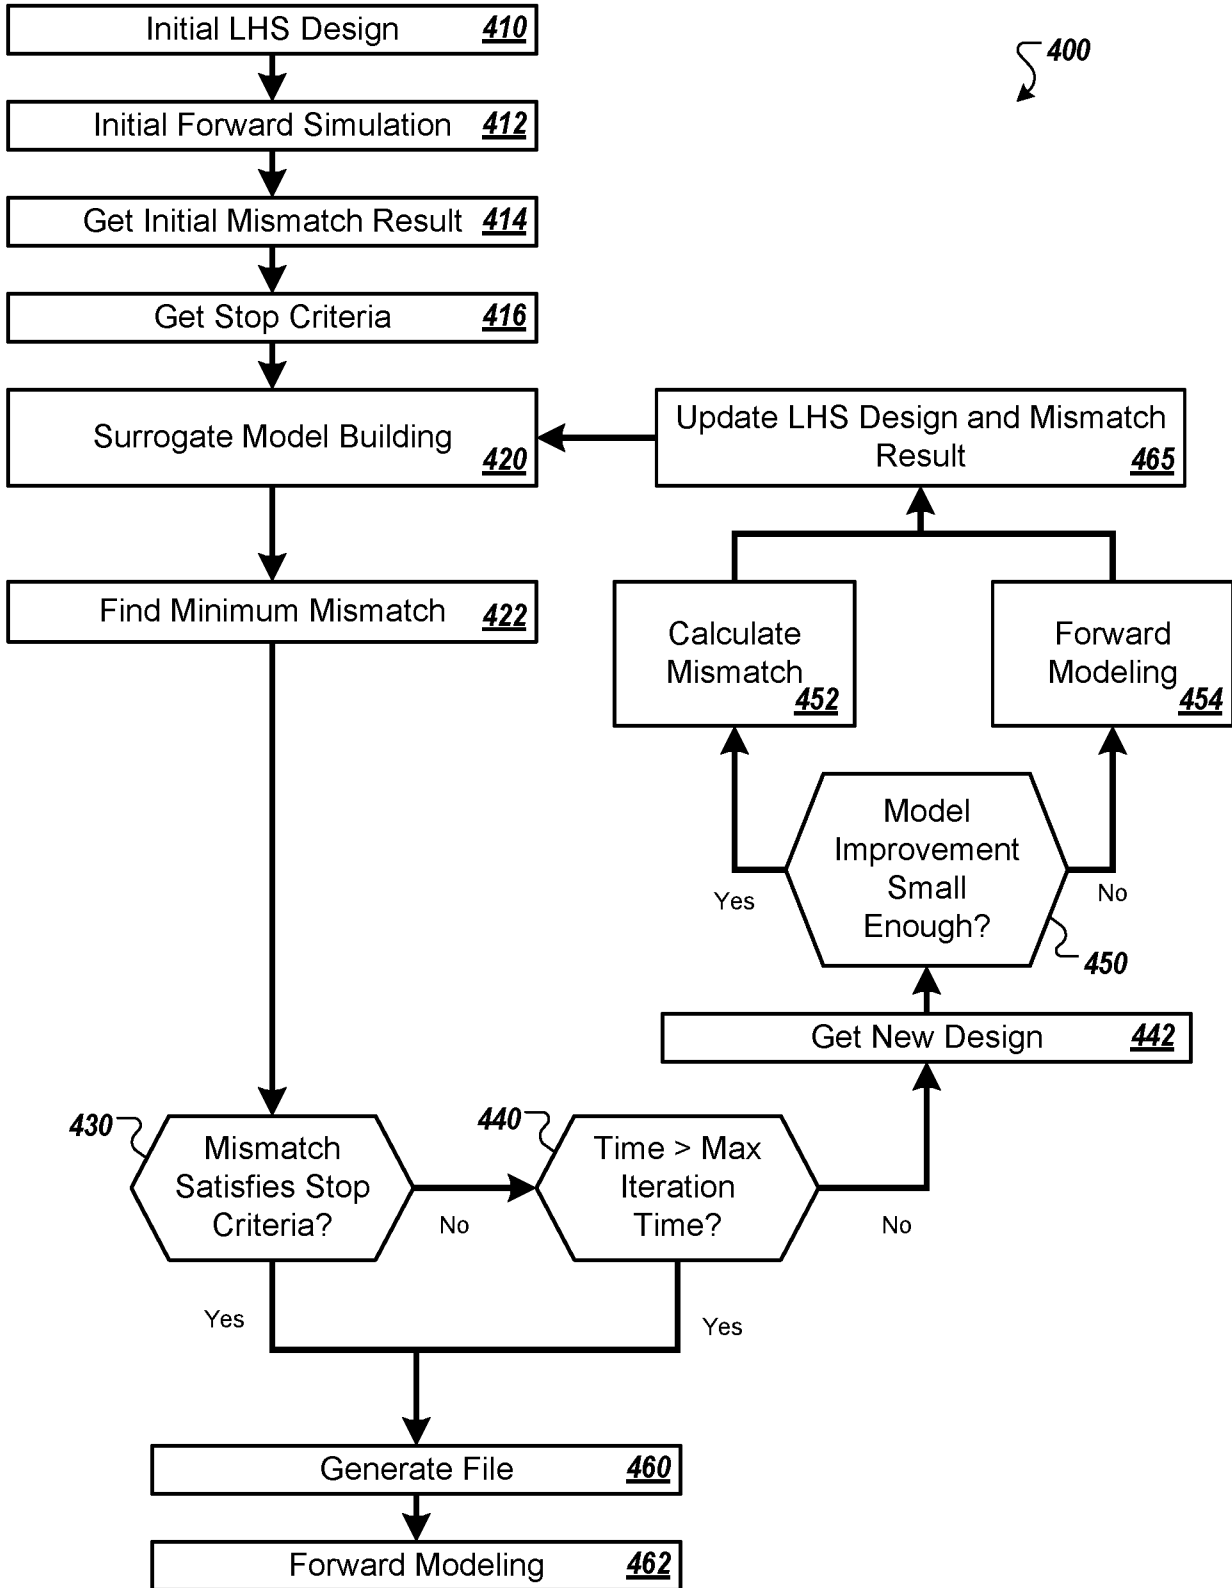 Initial LHS Design 410
400
Initial Forward Simulation 412
Get Initial Mismatch Result 414
Get Stop Criteria 416
Surrogate Model Building 420
Update LHS Design and Mismatch
Result 465
Find Minimum Mismatch 422
Calculate
Mismatch
452
Forward
Modeling
454
Model
Improvement
Small
Enough?
Yes
No
450
Get New Design 442
430
Mismatch
Satisfies Stop
Criteria?
No
440
Time > Max
Iteration
Time?
No
Yes
Yes
Generate File 460
Forward Modeling 462